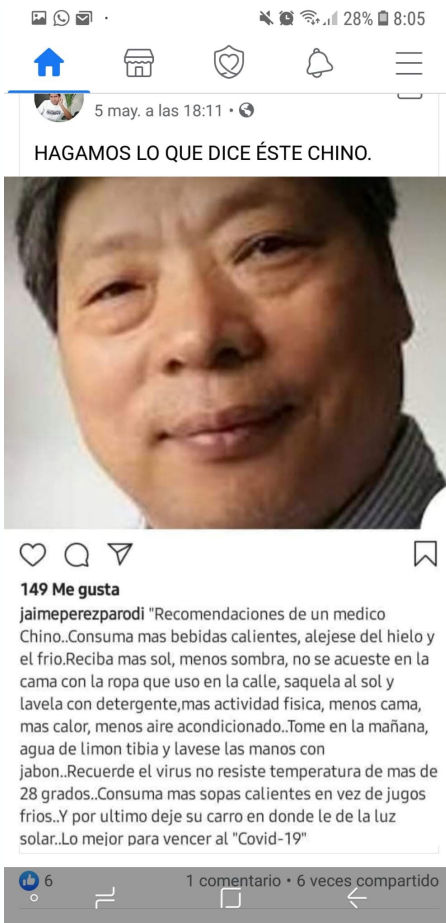 28% 8:05
5 may. a las 18:11 •
HAGAMOS LO QUE DICE ÉSTE CHINO.
149 Me gusta
jaimeperezparodi "Recomendaciones de un medico
Chino..Consuma mas bebidas calientes, alejese del hielo y
el frio.Reciba mas sol, menos sombra, no se acueste en la
cama con la ropa que uso en la calle, saquela al sol y
lavela con detergente,mas actividad fisica, menos cama,
mas calor, menos aire acondicionado..Tome en la mañana,
agua de limon tibia y lavese las manos con
jabon..Recuerde el virus no resiste temperatura de mas de
28 grados..Consuma mas sopas calientes en vez de jugos
frios..Y por ultimo deje su carro en donde le de la luz
solar..Lo mejor para vencer al "Covid-19"
6 1 comentario • 6 veces compartido